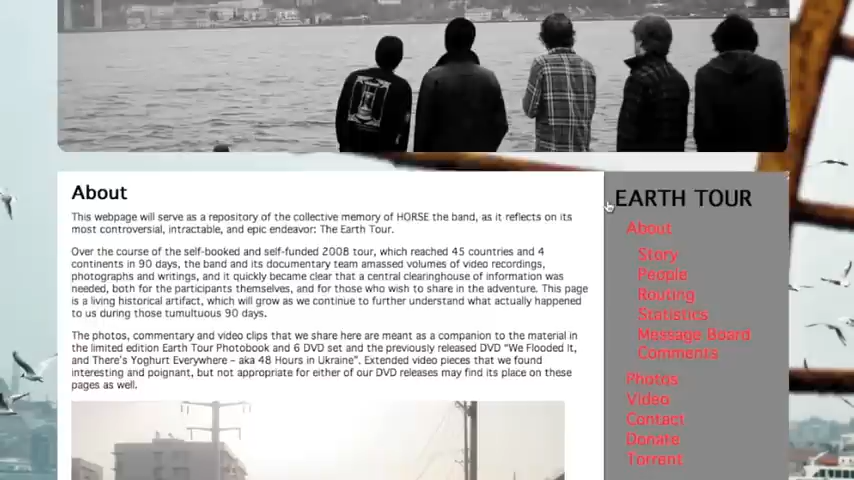 About
This webpage will serve as a repository of the collective memory of HORSE the band, as it reflects on its
most controversial, intractable, and epic endeavor: The Earth Tour.
Over the course of the self-booked and self-funded 2008 tour, which reached 45 countries and 4
continents in 90 days, the band and its documentary team amassed volumes of video recordings,
photographs and writings, and it quickly became clear that a central clearinghouse of information was
needed, both for the participants themselves, and for those who wish to share in the adventure. This page
is a living historical artifact, which will grow as we continue to further understand what actually happened
to us during those tumultuous 90 days.
The photos, commentary and video clips that we share here are meant as a companion to the material in
the limited edition Earth Tour Photobook and 6 DVD set and the previously released DVD "We Flooded It,
and There's Yoghurt Everywhere – aka 48 Hours in Ukraine". Extended video pieces that we found
interesting and poignant, but not appropriate for either of our DVD releases may find its place on these
pages as well.
EARTH TOUR
About
Story
People
Routing
Statistics
Message Board
Comments
Photos
Video
Contact
Donate
Torrent